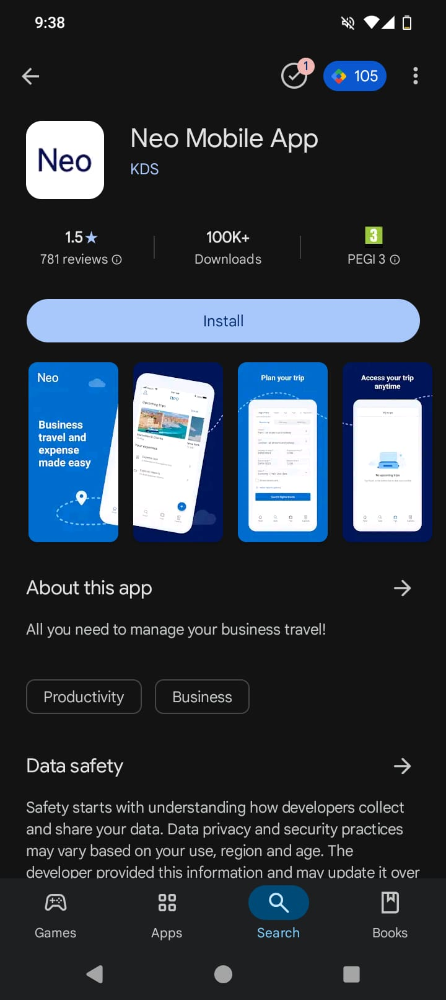 9:38
1
105
Neo
Neo Mobile App
KDS
1.5★
781 reviews
100K+
Downloads
3
PEGI 3
Install
Neo
Business
travel and
expense
made easy
neo
Upcoming trips
Your expenses
Plan your trip
Search flights/trains
Access your trip
anytime
My trips
No upcoming trips
About this app
All you need to manage your business travel!
Productivity
Business
Data safety
Safety starts with understanding how developers collect
and share your data. Data privacy and security practices
may vary based on your use, region and age. The
developer provided this information and may update it over
Games
Apps
Search
Books